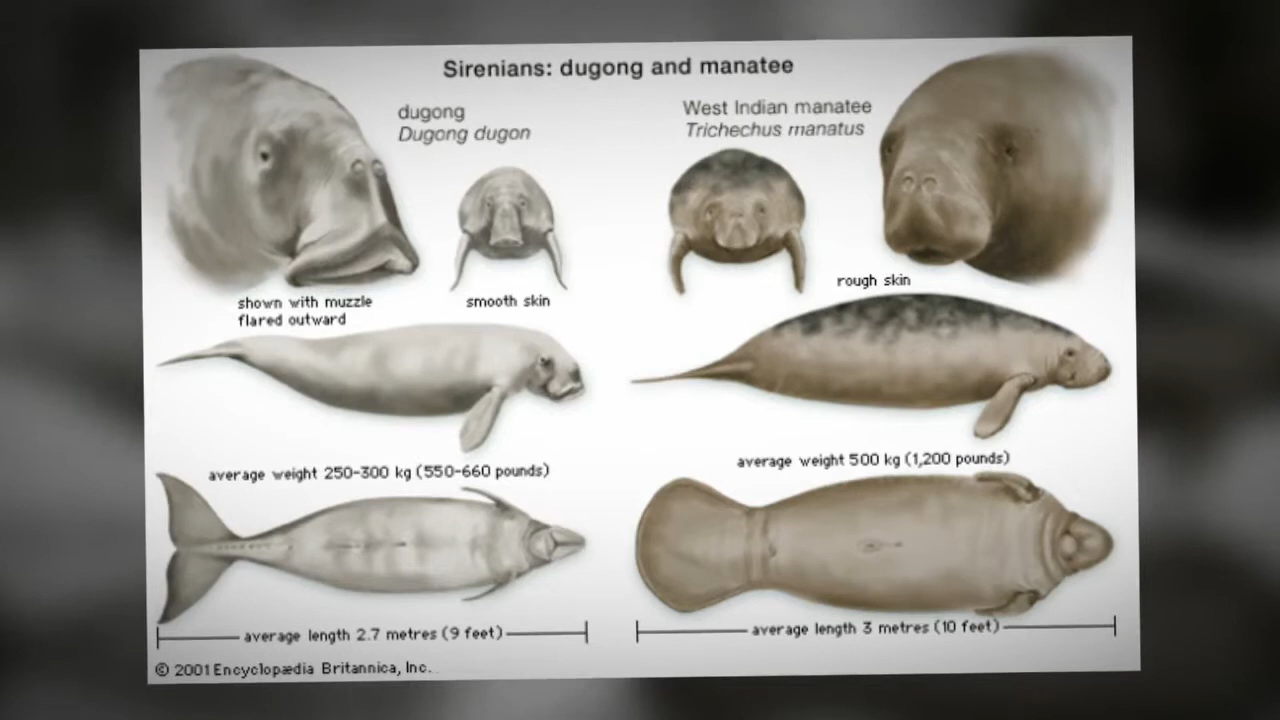 Sirenians: dugong and manatee
dugong
Dugong dugon
West Indian manatee
Trichechus manatus
shown with muzzle
flared outward
smooth skin
rough skin
average weight 250-300 kg (550-660 pounds)
average weight 500 kg (1,200 pounds)
average length 2.7 metres (9 feet)
average length 3 metres (10 feet)
© 2001 Encyclopædia Britannica, Inc.